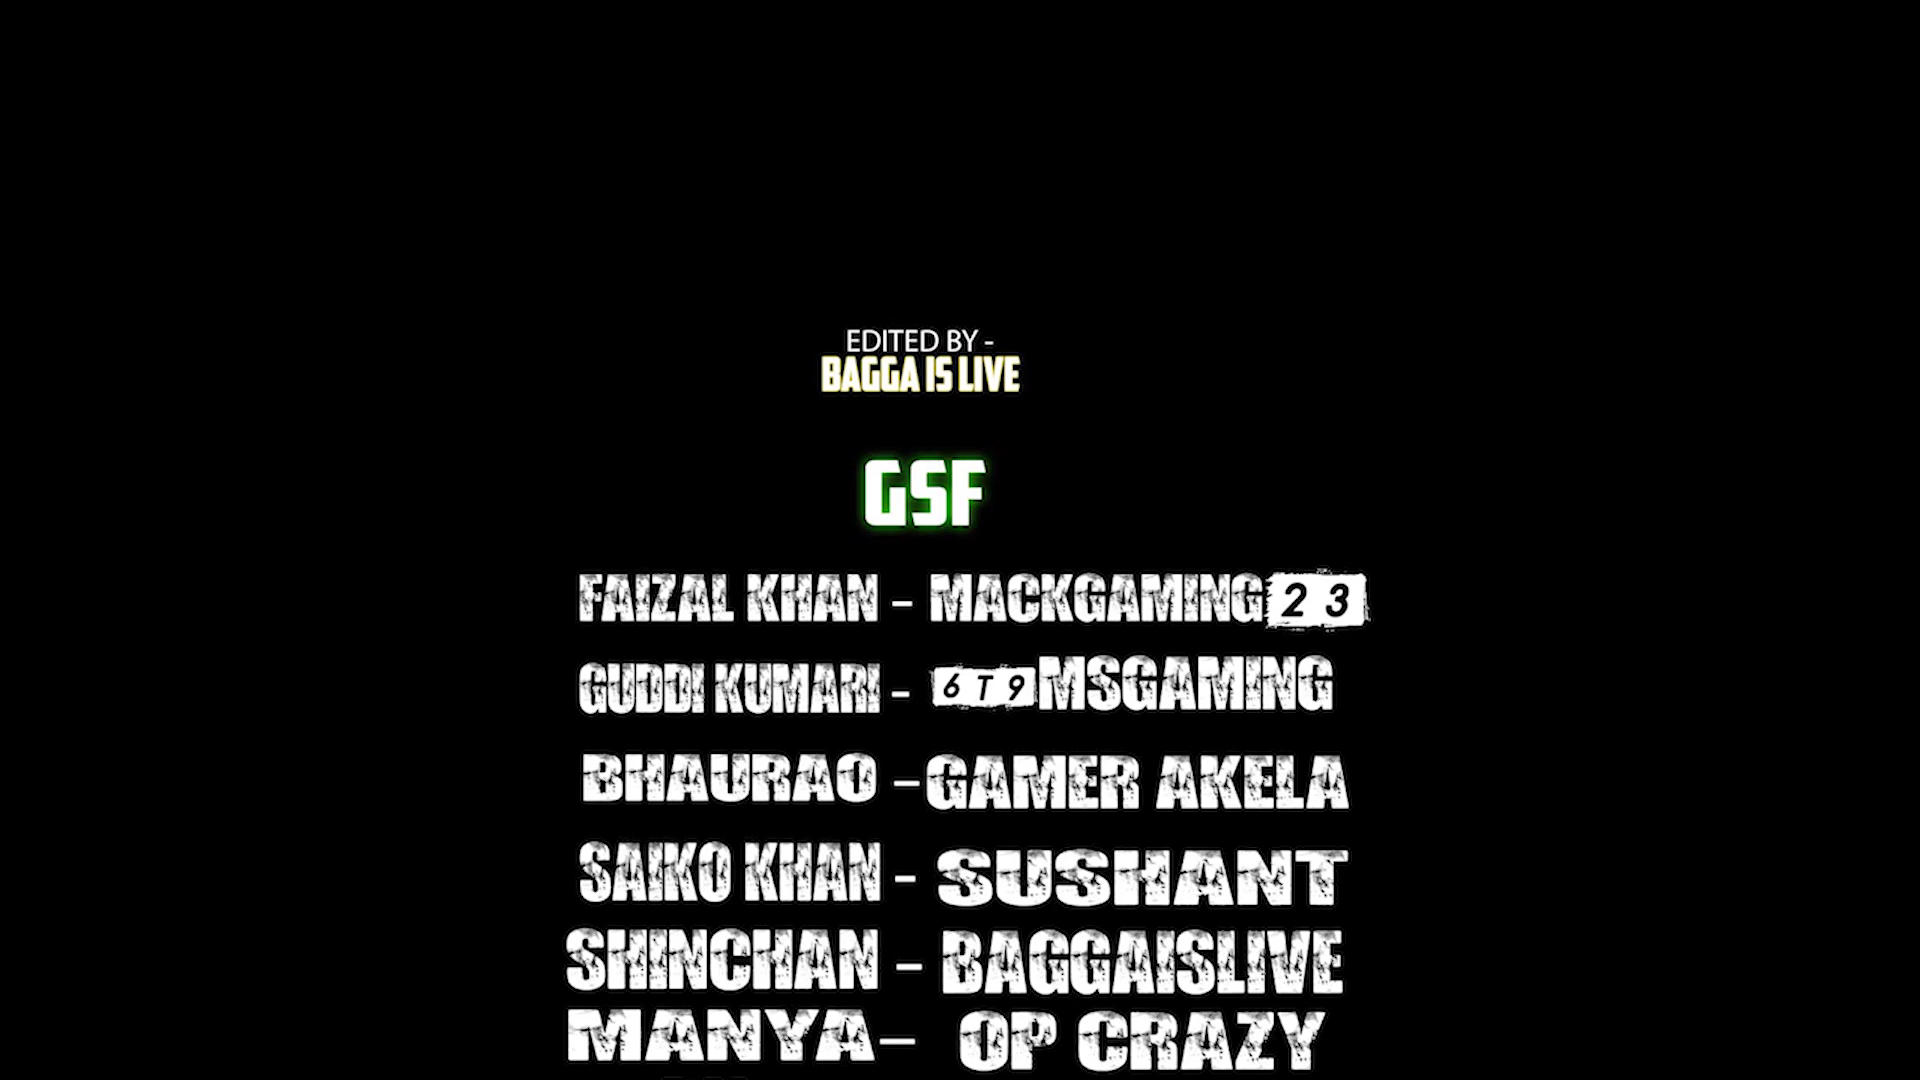 EDITED BY -
BAGGA IS LIVE
GSF
FAIZAL KHAN - MACKGAMING23
GUDDI KUMARI - 6T9MSGAMING
BHAURAO -GAMER AKELA
SAIKO KHAN - SUSHANT
SHINCHAN - BAGGAISLIVE
MANYA- OP CRAZY